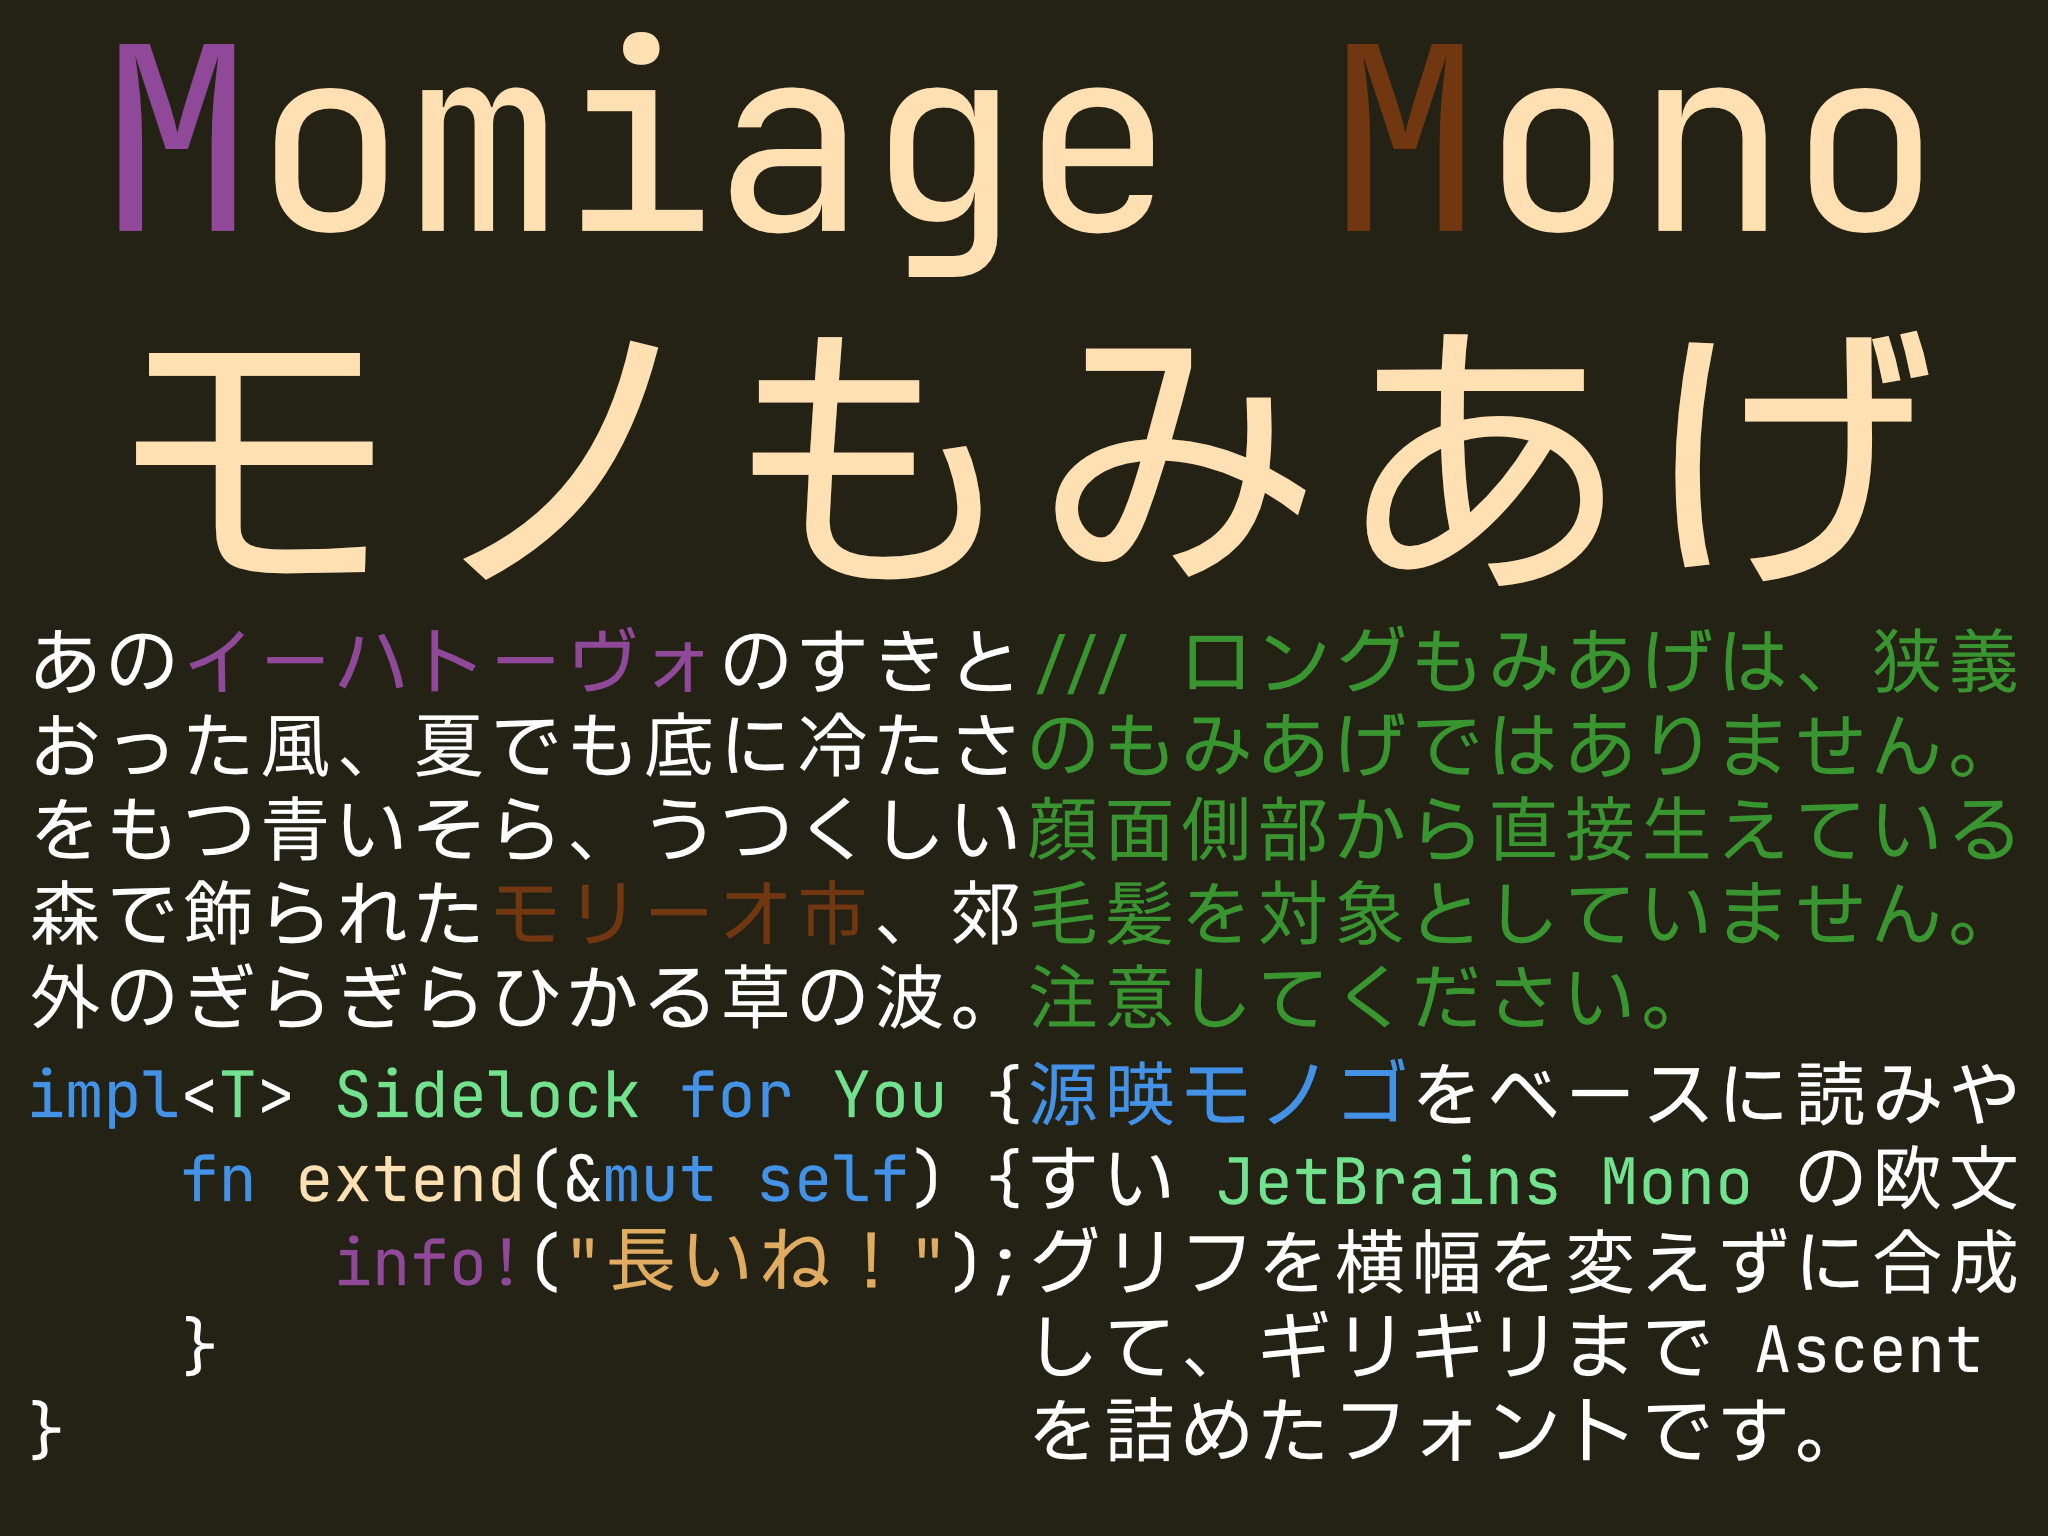 Momiage Mono
モノもみあげ
あのイーハトーヴォのすきと
おった風、夏でも底に冷たさ
をもつ青いそら、うつくしい
森で飾られたモリーオ市、郊
外のぎらぎらひかる草の波。
/// ロングもみあげは、狭義
のもみあげではありません。
顔面側部から直接生えている
毛髪を対象としていません。
注意してください。
impl<T> Sidelock for You {
    fn extend(&mut self) {
        info!("長いね！");
    }
}
源暎モノゴをベースに読みや
すい JetBrains Mono の欧文
グリフを横幅を変えずに合成
して、ギリギリまで Ascent
を詰めたフォントです。